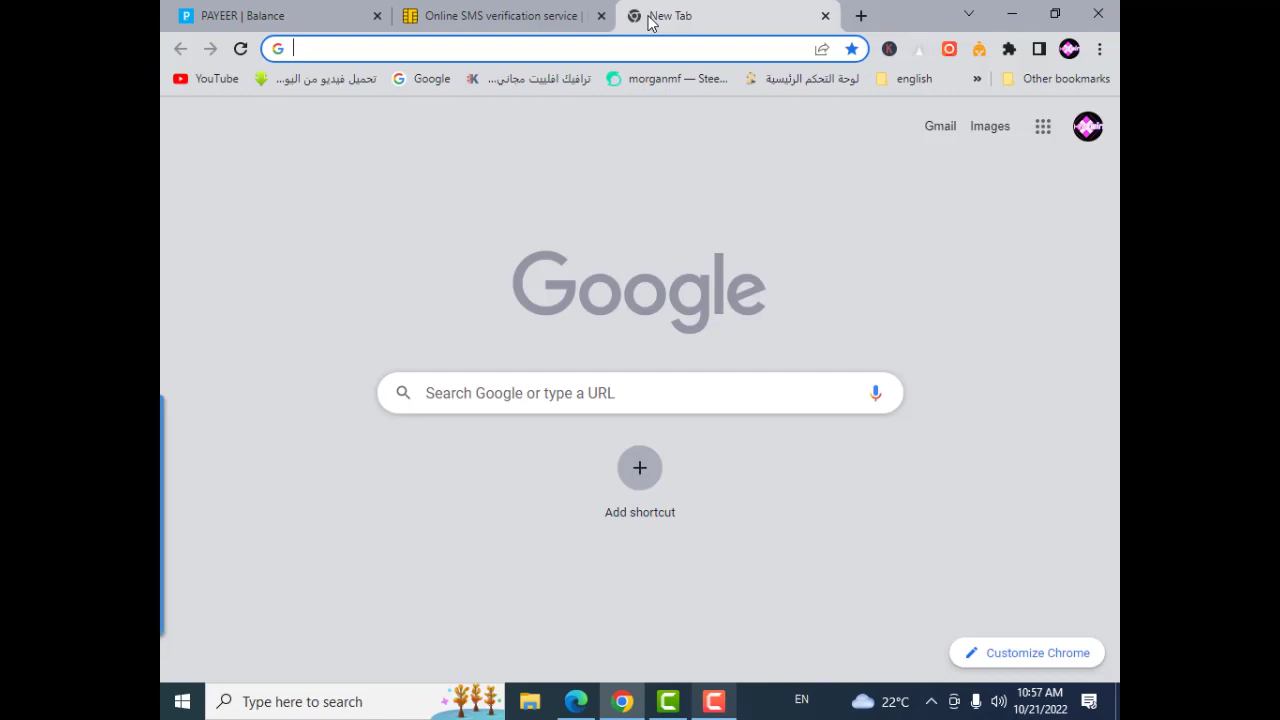 PAYEER | Balance
Online SMS verification service |
New Tab
YouTube
تحميل فيديو من اليو...
Google
ترافيك افلييت مجاني...
morganmf — Stee...
لوحة التحكم الرئيسية
english
»
Other bookmarks
Gmail
Images
Google
Search Google or type a URL
Add shortcut
Customize Chrome
Type here to search
EN
22°C
10:57 AM
10/21/2022